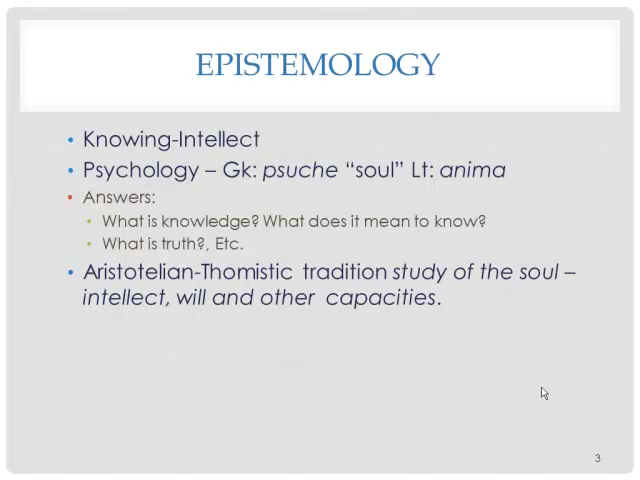 EPISTEMOLOGY
• Knowing-Intellect
• Psychology – Gk: psuche “soul” Lt: anima
• Answers:
• What is knowledge? What does it mean to know?
• What is truth?, Etc.
• Aristotelian-Thomistic tradition study of the soul –
intellect, will and other capacities.
3